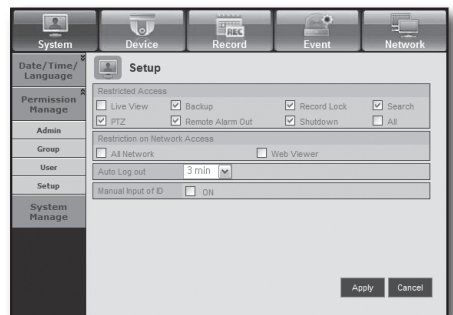 System Device Record Event Network
Date/Time/
Language
Setup
Restricted Access
Live View Backup Record Lock Search
PTZ Remote Alarm Out Shutdown All
Permission
Manage
Admin
Group
User
Setup
System
Manage
Restriction on Network Access
All Network Web Viewer
Auto Log out 3 min
Manual Input of ID ON
Apply Cancel
REC